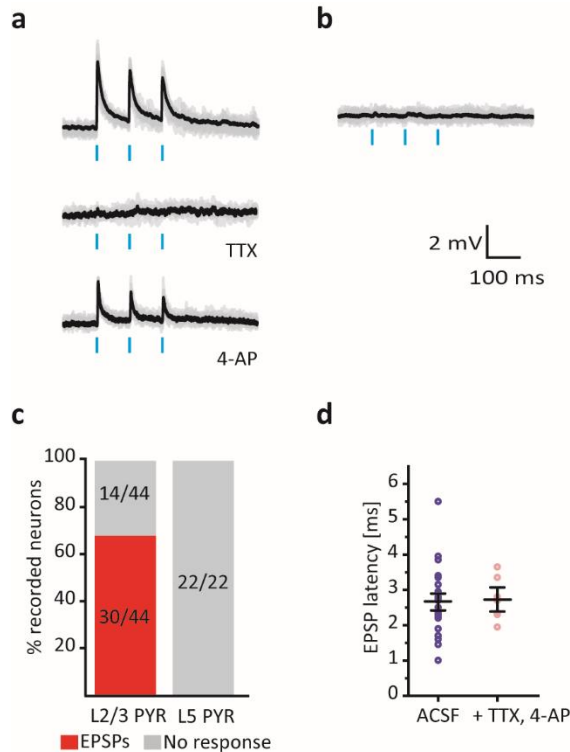 a
b
TTX
4-AP
2 mV
100 ms
c
d
% recorded neurons
100
80
60
40
20
14/44
30/44
22/22
L2/3 PYR L5 PYR
EPSPs No response
EPSP latency [ms]
6
5
4
3
2
1
0
ACSF + TTX, 4-AP